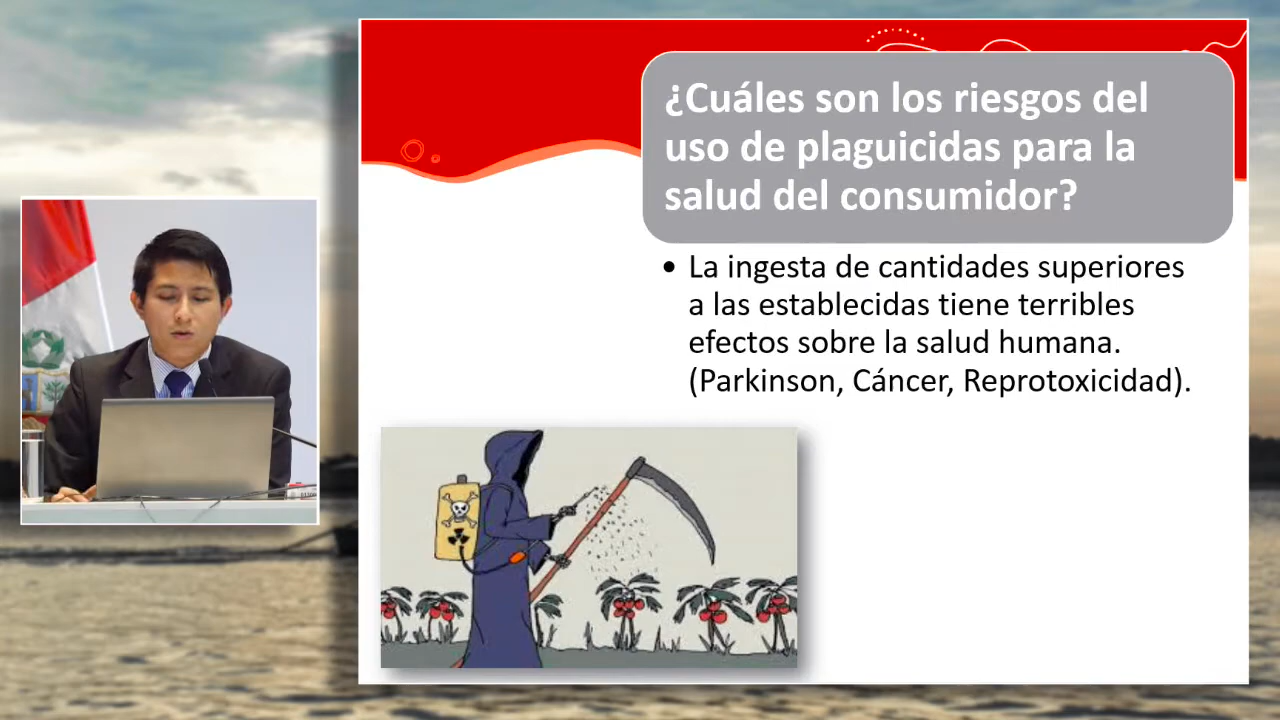 ¿Cuáles son los riesgos del
uso de plaguicidas para la
salud del consumidor?
• La ingesta de cantidades superiores
a las establecidas tiene terribles
efectos sobre la salud humana.
(Parkinson, Cáncer, Reprotoxicidad).